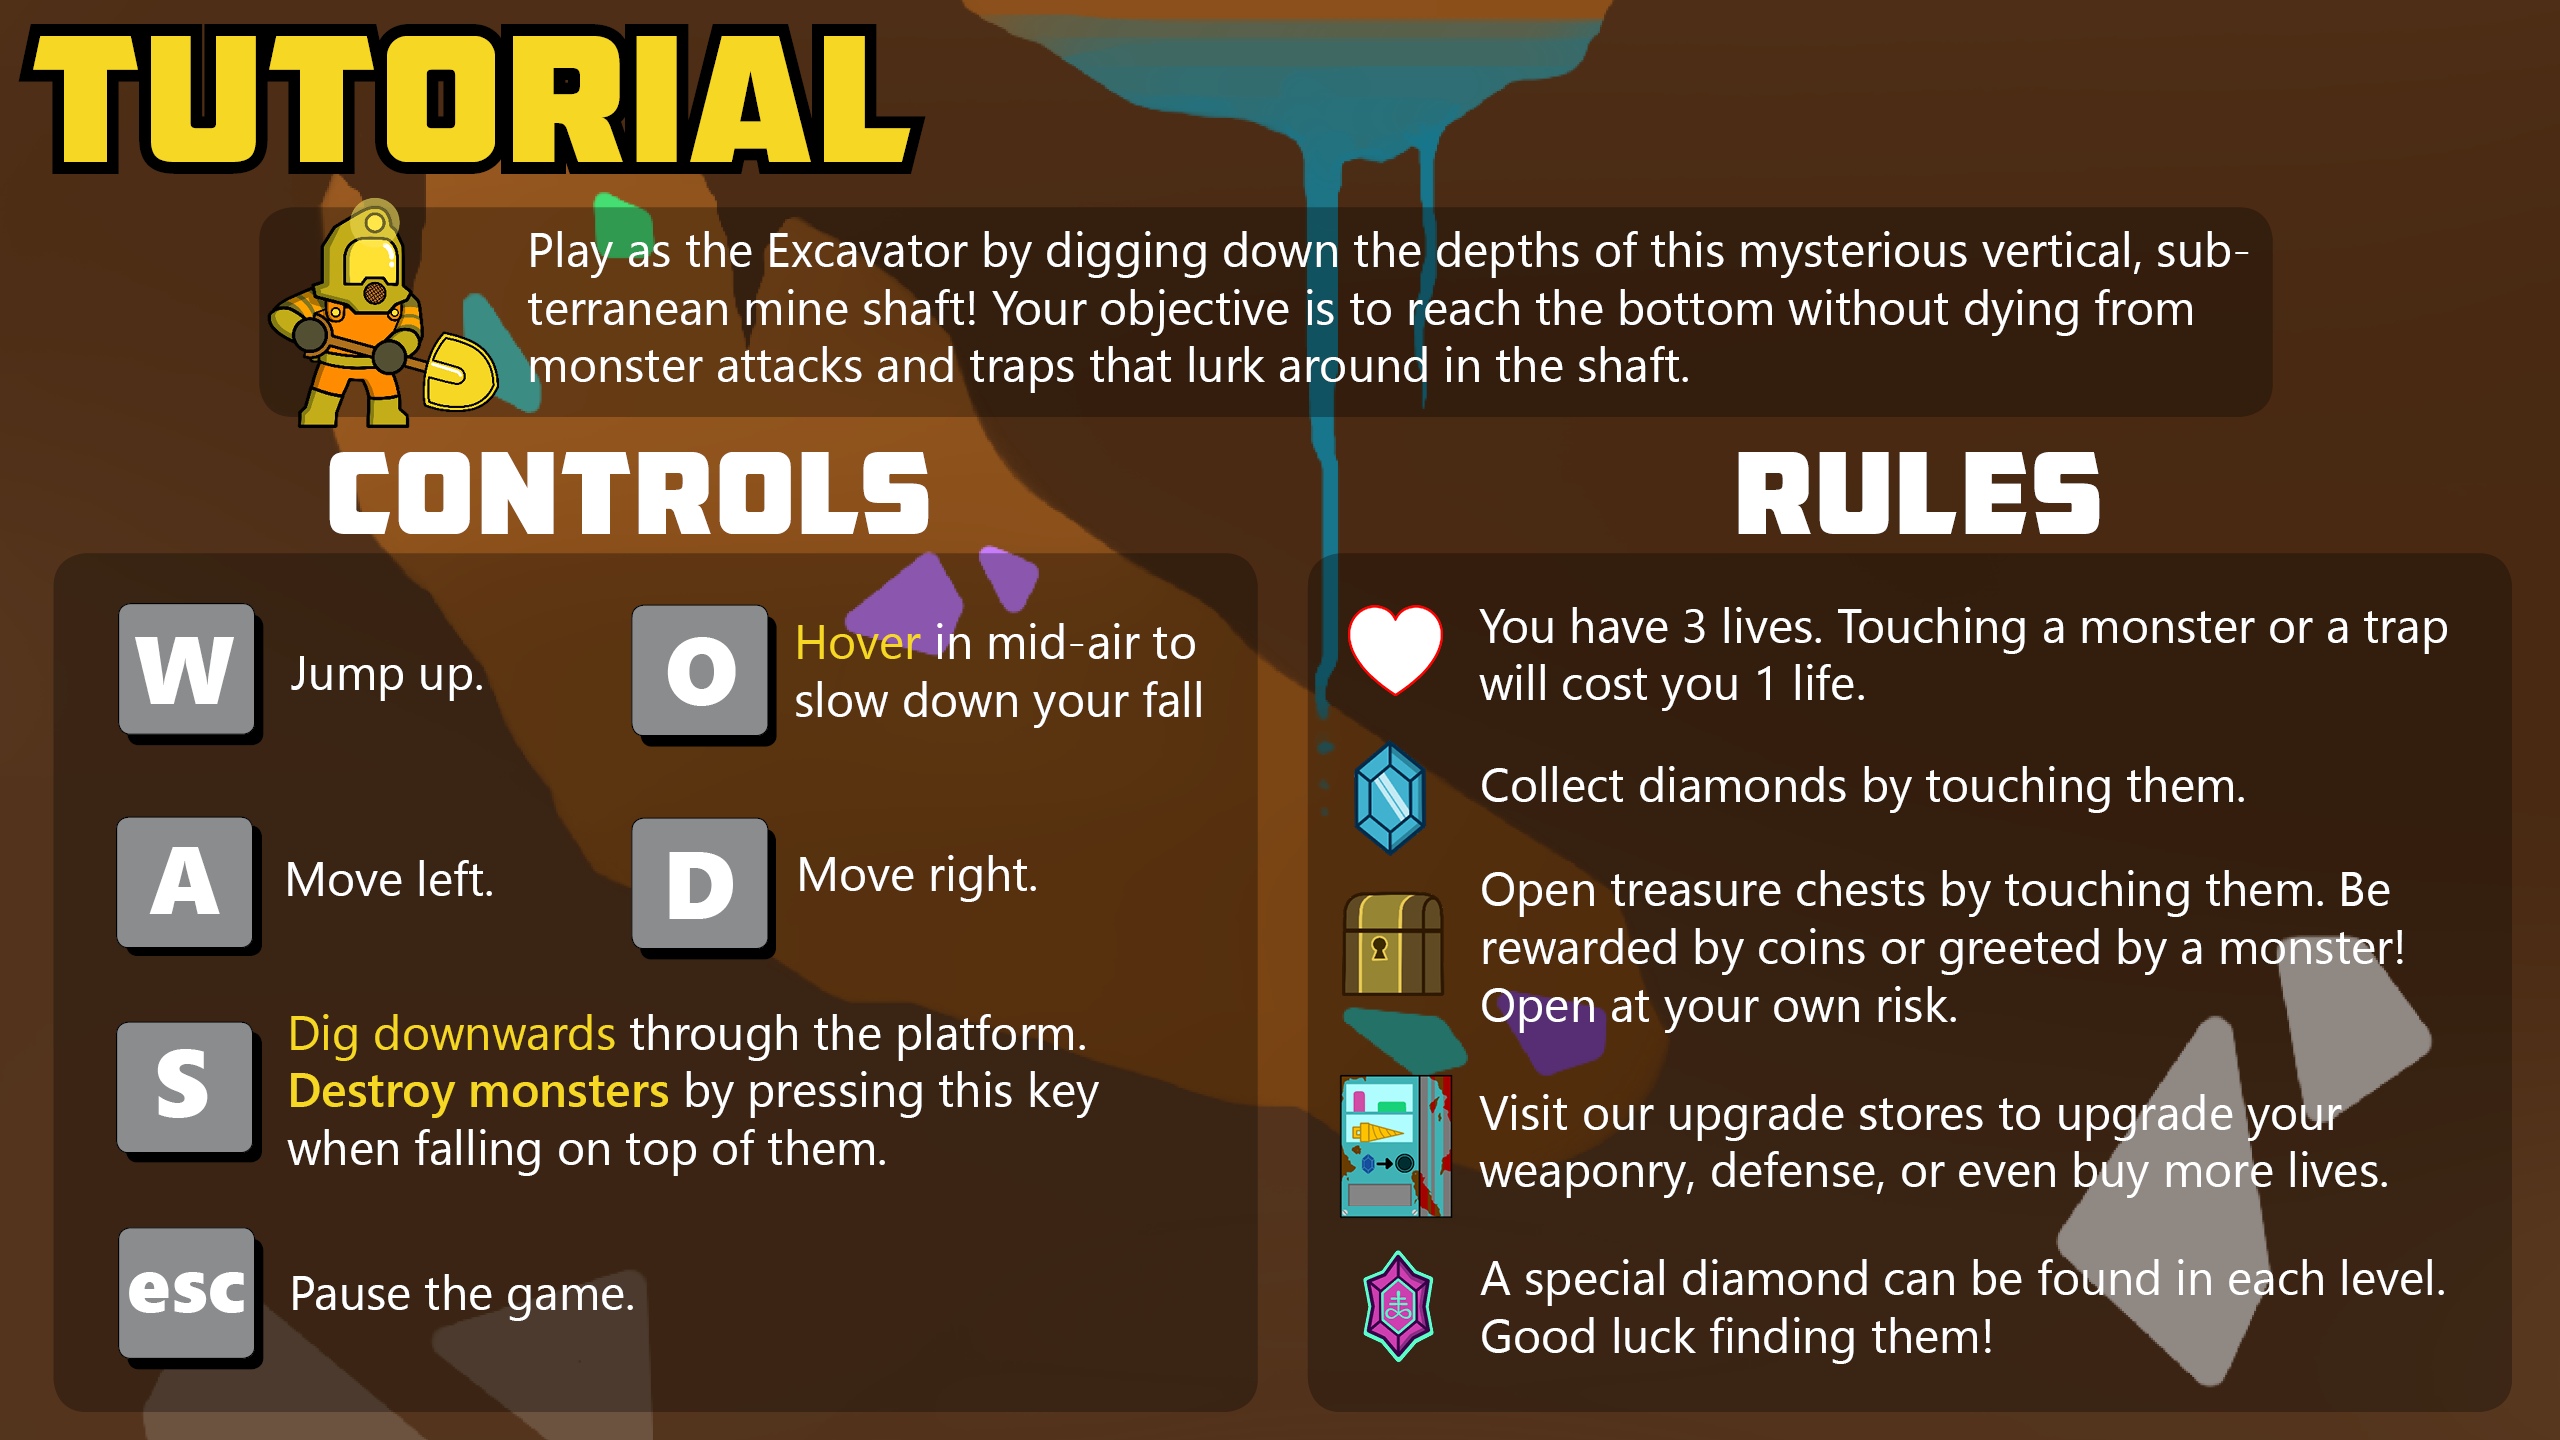 TUTORIAL
Play as the Excavator by digging down the depths of this mysterious vertical, sub-
terranean mine shaft! Your objective is to reach the bottom without dying from
monster attacks and traps that lurk around in the shaft.
CONTROLS
W
Jump up.
O
Hover in mid-air to
slow down your fall
A
Move left.
D
Move right.
S
Dig downwards through the platform.
Destroy monsters by pressing this key
when falling on top of them.
esc
Pause the game.
RULES
You have 3 lives. Touching a monster or a trap
will cost you 1 life.
Collect diamonds by touching them.
Open treasure chests by touching them. Be
rewarded by coins or greeted by a monster!
Open at your own risk.
Visit our upgrade stores to upgrade your
weaponry, defense, or even buy more lives.
A special diamond can be found in each level.
Good luck finding them!